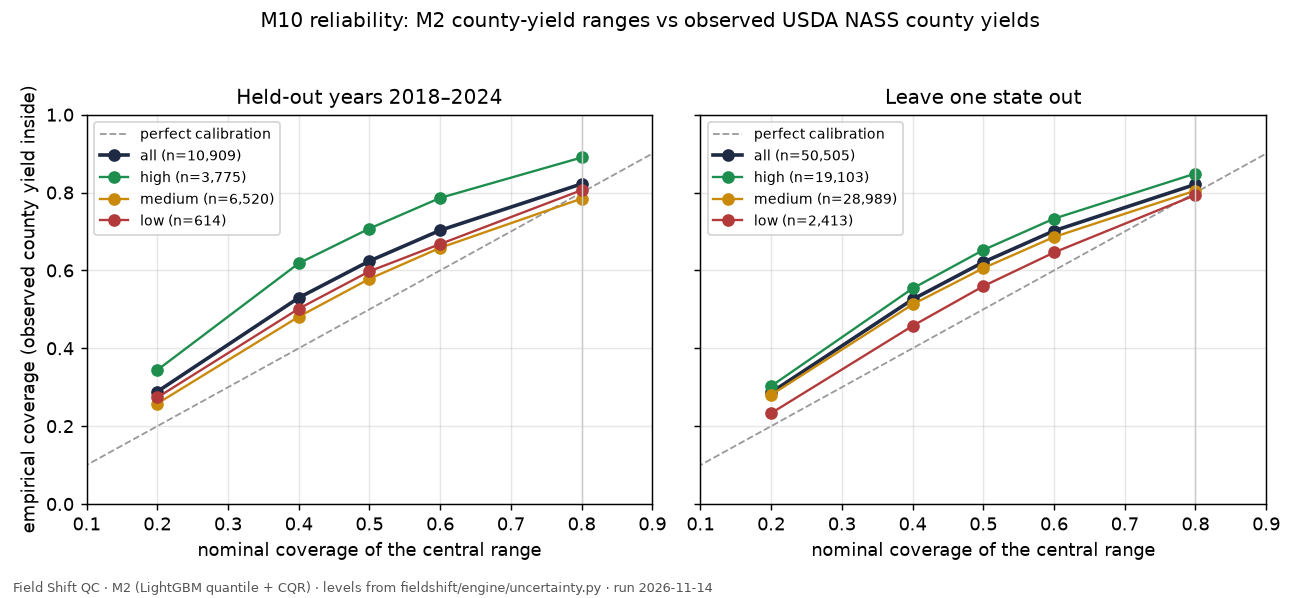 M10 reliability: M2 county-yield ranges vs observed USDA NASS county yields
Held-out years 2018–2024
empirical coverage (observed county yield inside)
1.0
0.8
0.6
0.4
0.2
0.0
perfect calibration
all (n=10,909)
high (n=3,775)
medium (n=6,520)
low (n=614)
0.1 0.2 0.3 0.4 0.5 0.6 0.7 0.8 0.9
nominal coverage of the central range
Leave one state out
perfect calibration
all (n=50,505)
high (n=19,103)
medium (n=28,989)
low (n=2,413)
0.1 0.2 0.3 0.4 0.5 0.6 0.7 0.8 0.9
nominal coverage of the central range
Field Shift QC · M2 (LightGBM quantile + CQR) · levels from fieldshift/engine/uncertainty.py · run 2026-11-14